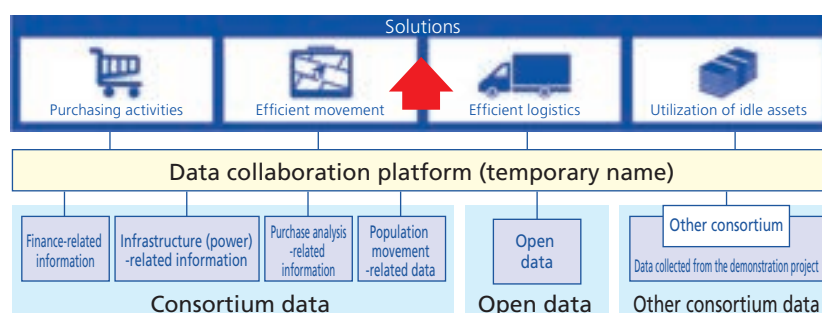 Solutions
Purchasing activities
Efficient movement
Efficient logistics
Utilization of idle assets
Data collaboration platform (temporary name)
Finance-related
information
Infrastructure (power)
-related information
Purchase analysis
-related
information
Population
movement
-related data
Open
data
Other consortium
Data collected from the demonstration project
Consortium data
Open data
Other consortium data